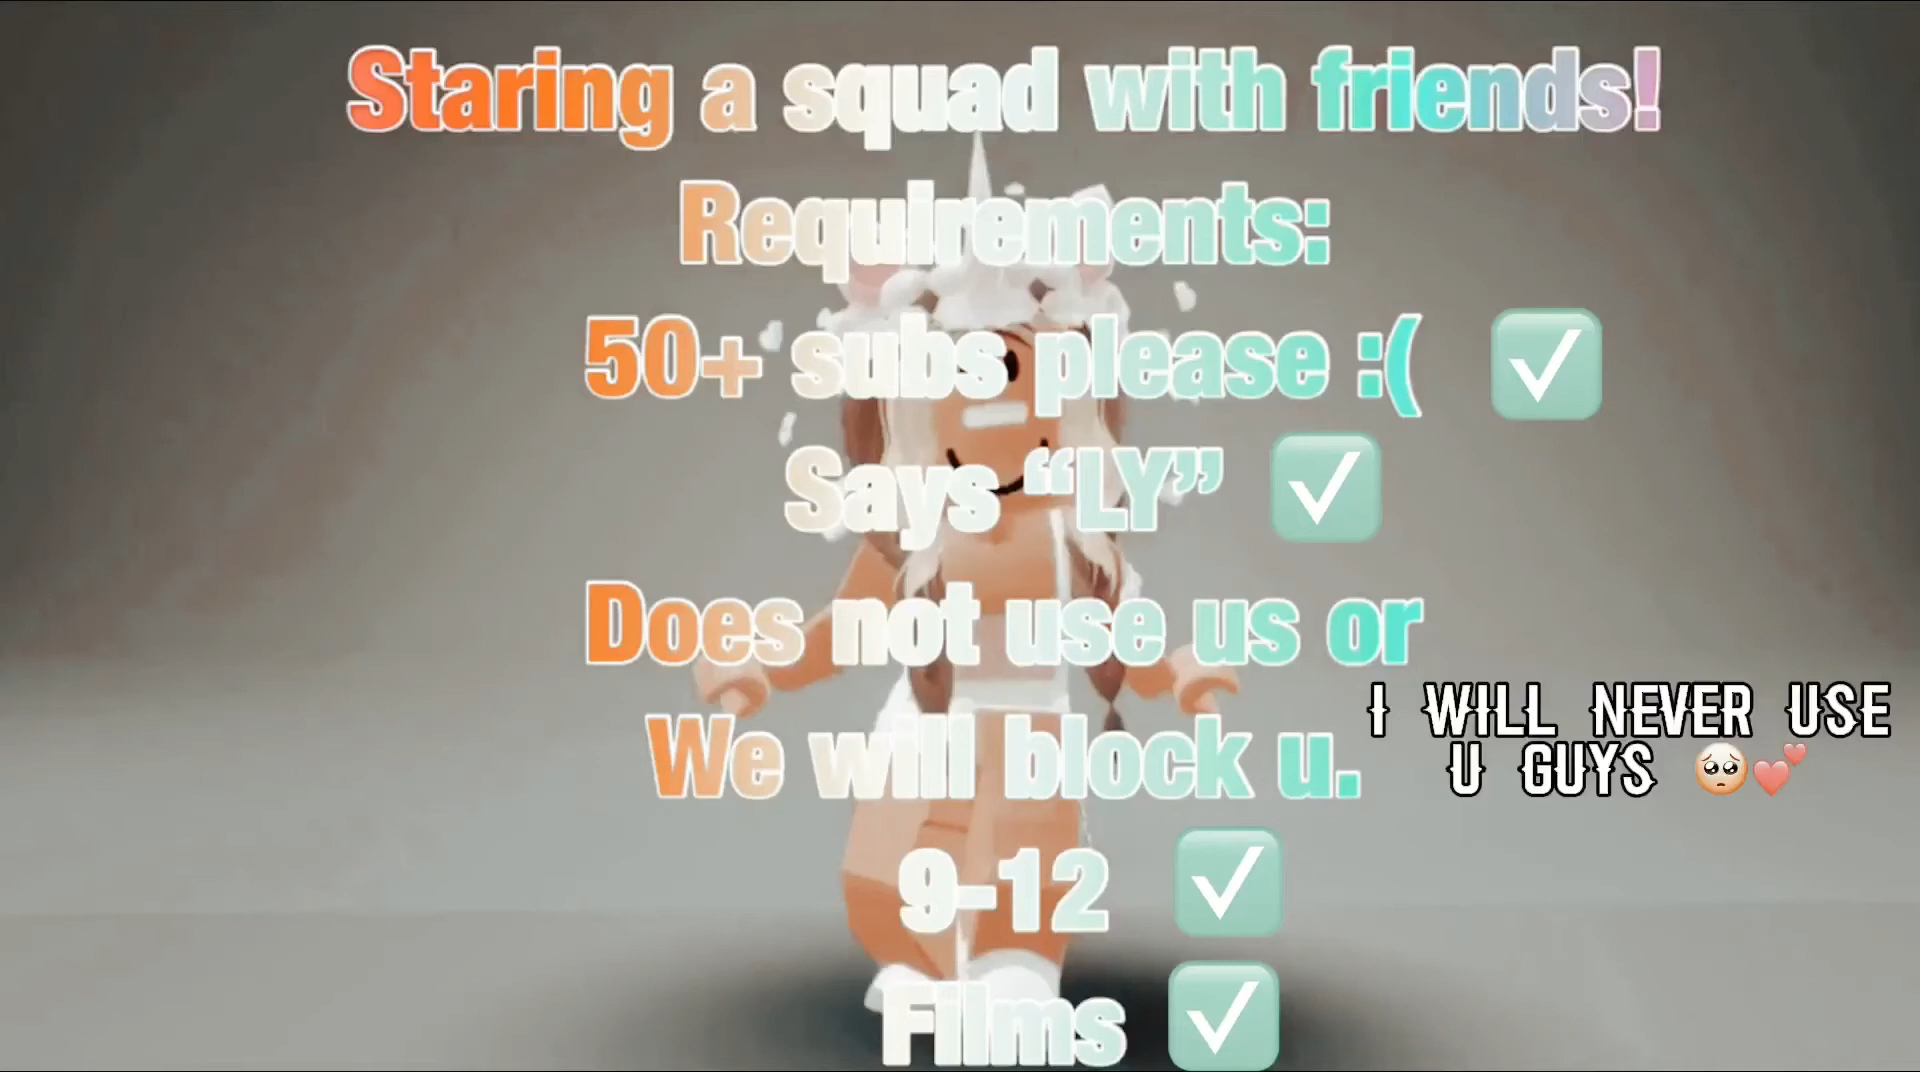 Staring a squad with friends!
Requirements:
50+ subs please :( ✅
Says “LY” ✅
Does not use us or
We will block u.
I WILL NEVER USE
U GUYS 🥺💕
9-12 ✅
Films ✅